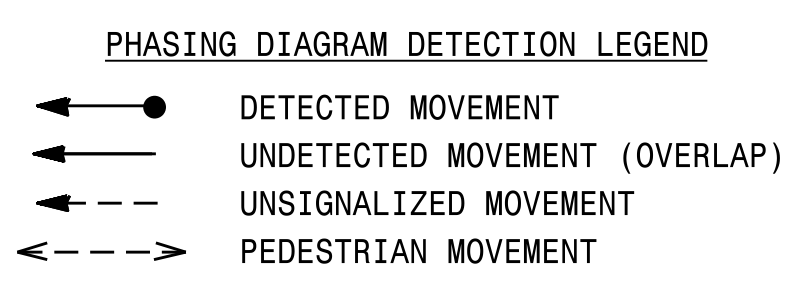 PHASING DIAGRAM DETECTION LEGEND
DETECTED MOVEMENT
UNDETECTED MOVEMENT (OVERLAP)
UNSIGNALIZED MOVEMENT
PEDESTRIAN MOVEMENT